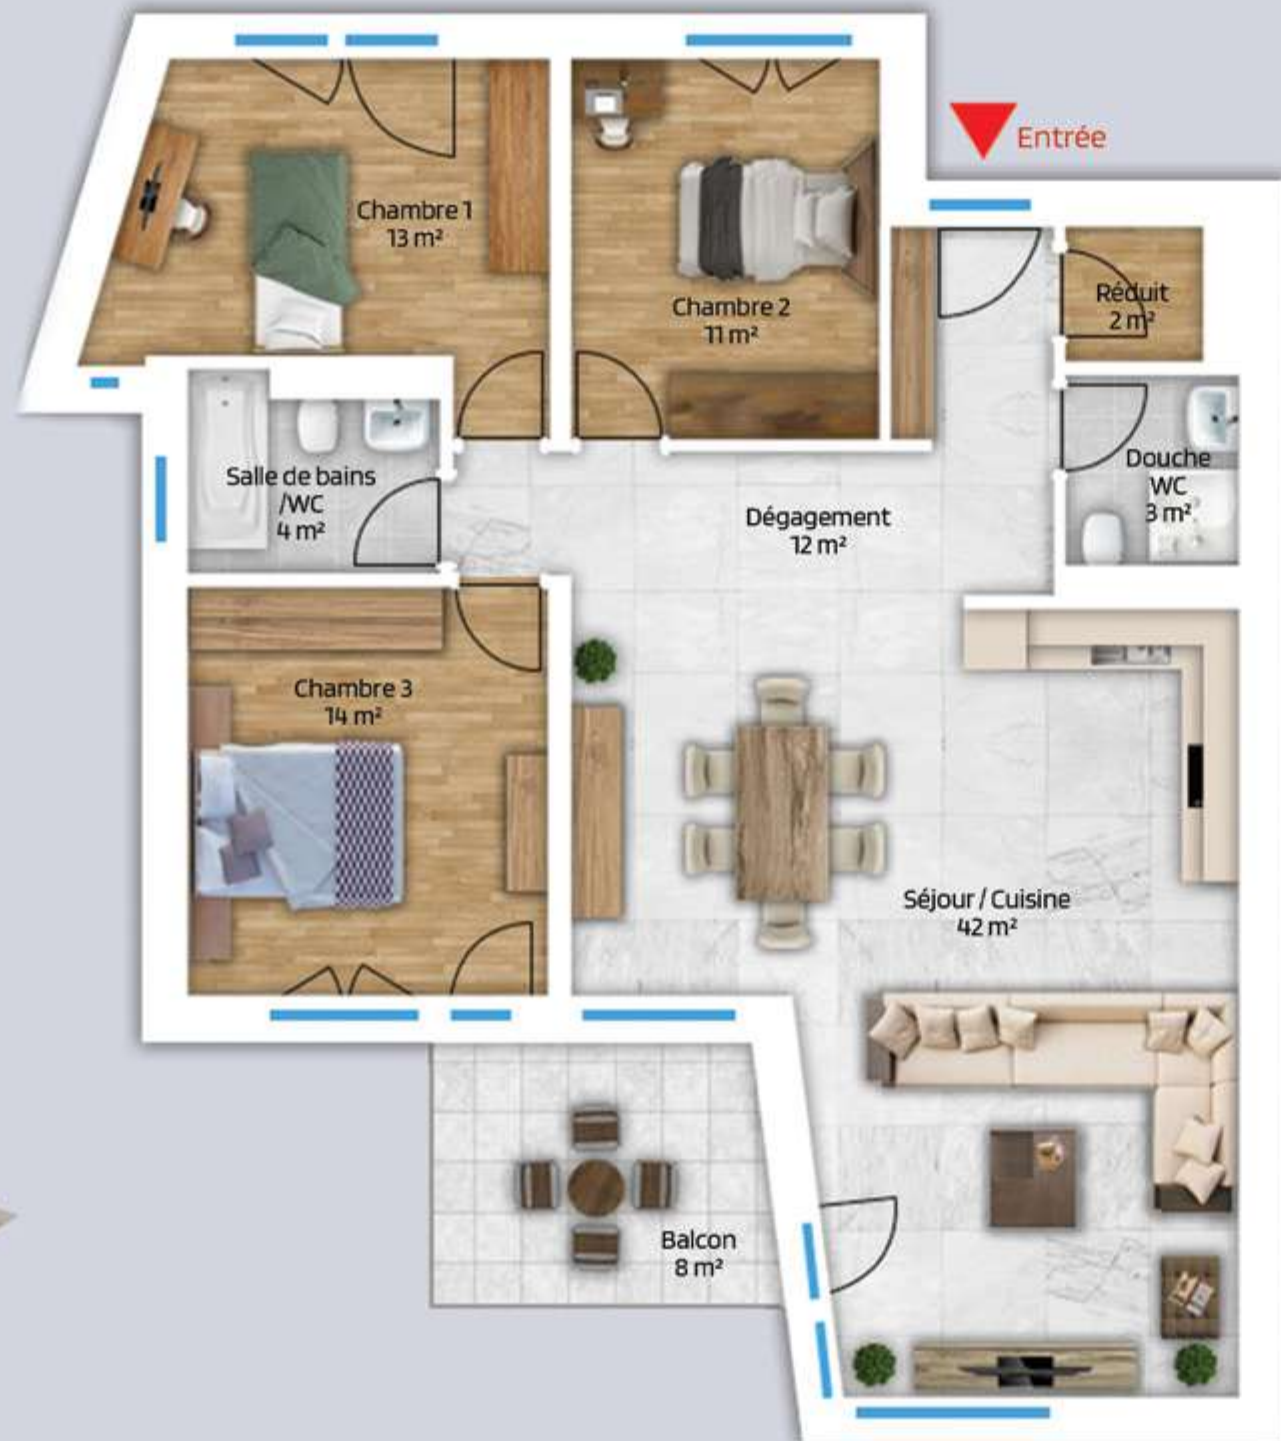 Entrée
Chambre 1
13 m²
Chambre 2
11 m²
Réduit
2 m²
Salle de bains
/WC
4 m²
Douche
WC
3 m²
Dégagement
12 m²
Chambre 3
14 m²
Séjour / Cuisine
42 m²
Balcon
8 m²